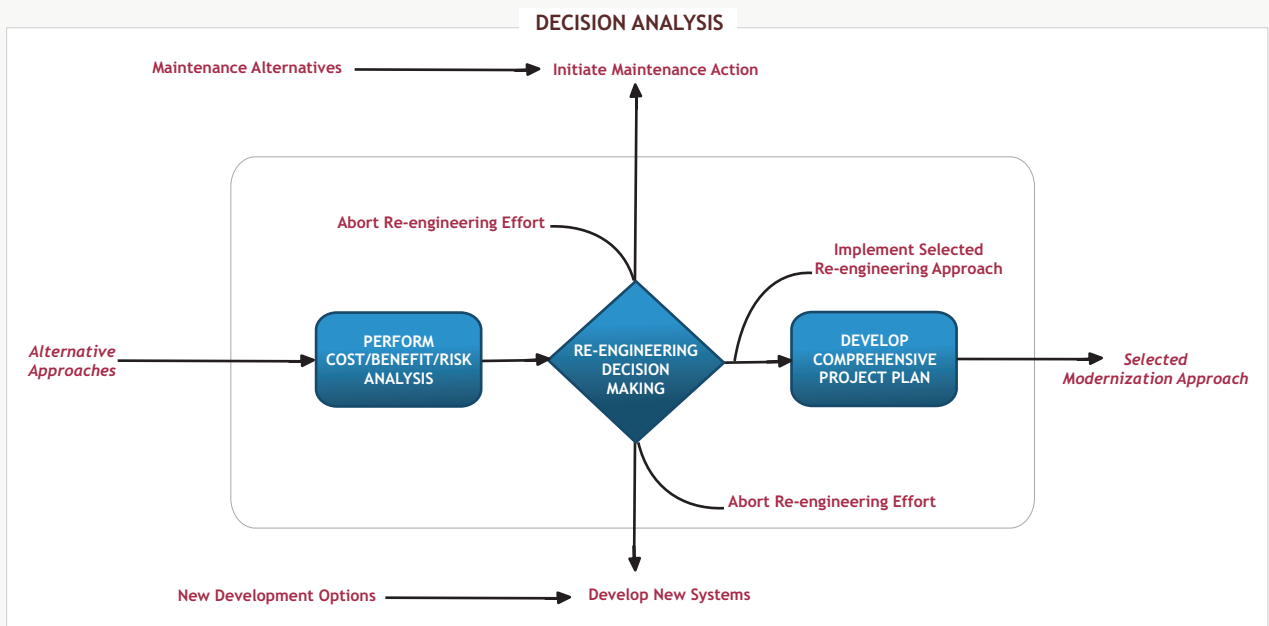 DECISION ANALYSIS
Maintenance Alternatives
Initiate Maintenance Action
Abort Re-engineering Effort
Implement Selected
Re-engineering Approach
Alternative
Approaches
PERFORM
COST/BENEFIT/RISK
ANALYSIS
RE-ENGINEERING
DECISION
MAKING
DEVELOP
COMPREHENSIVE
PROJECT PLAN
Selected
Modernization Approach
Abort Re-engineering Effort
New Development Options
Develop New Systems